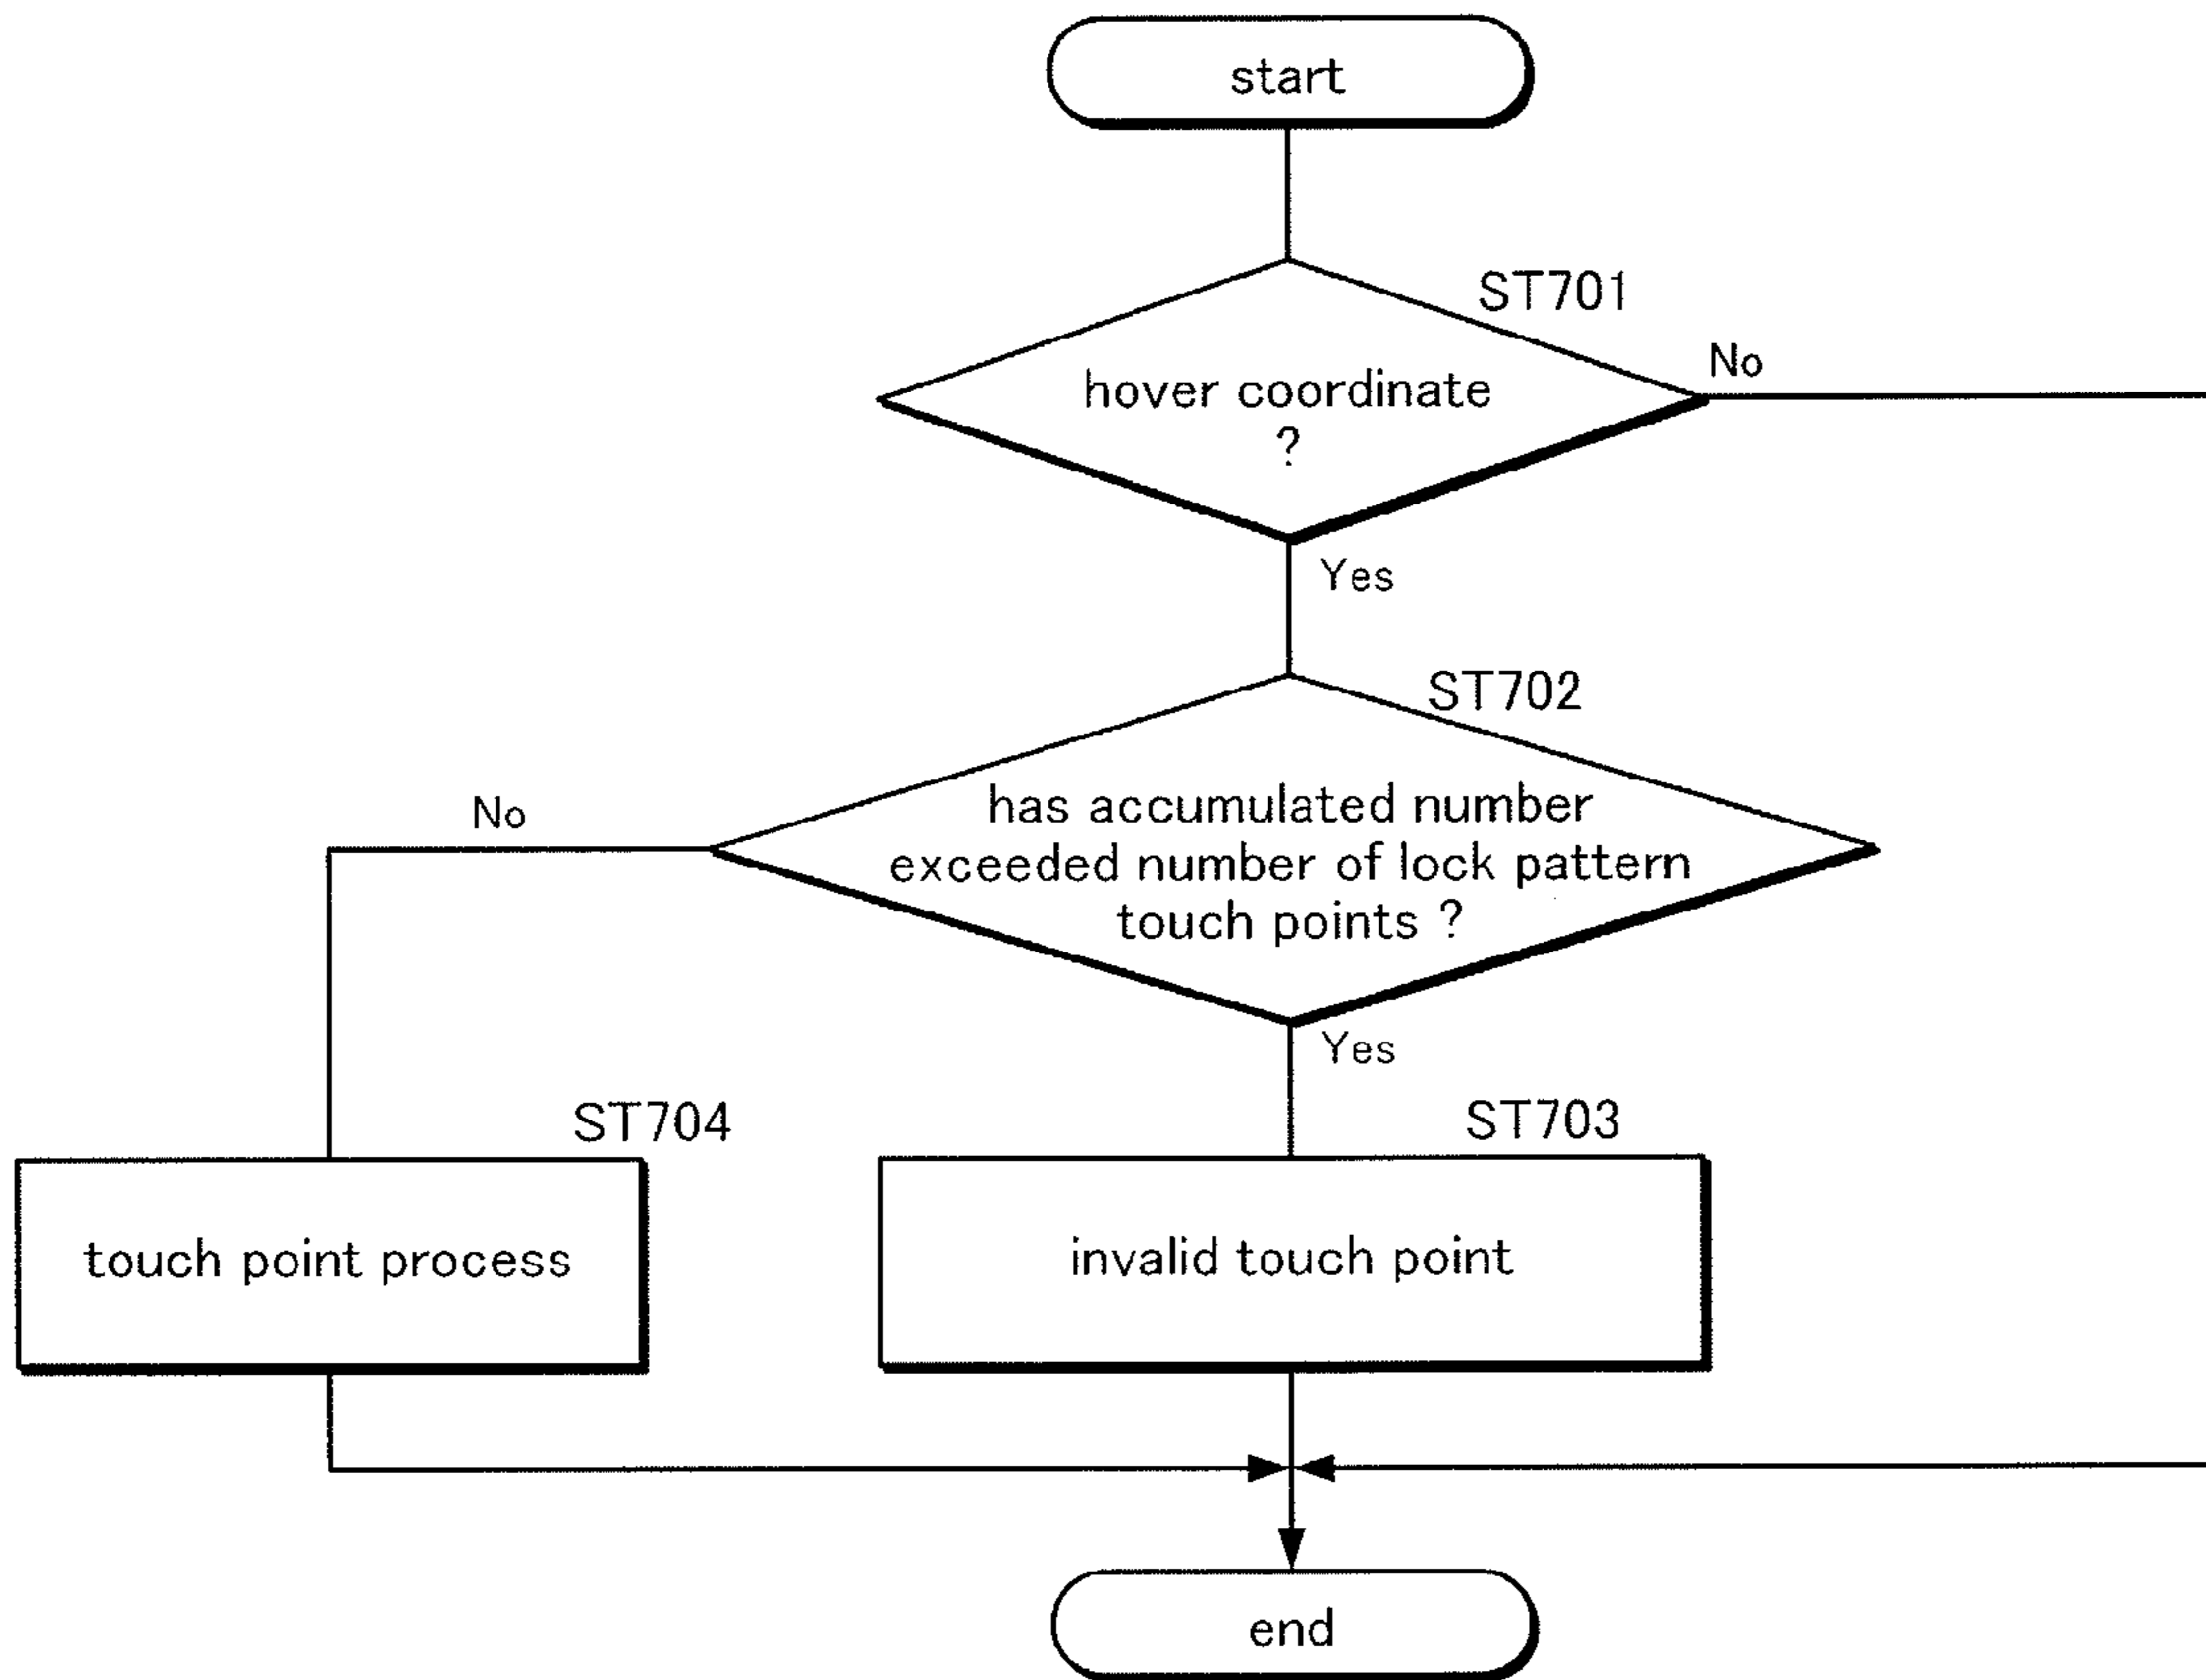 start
ST701
hover coordinate
?
No
Yes
ST702
has accumulated number
exceeded number of lock pattern
touch points ?
No
Yes
ST704
touch point process
ST703
invalid touch point
end